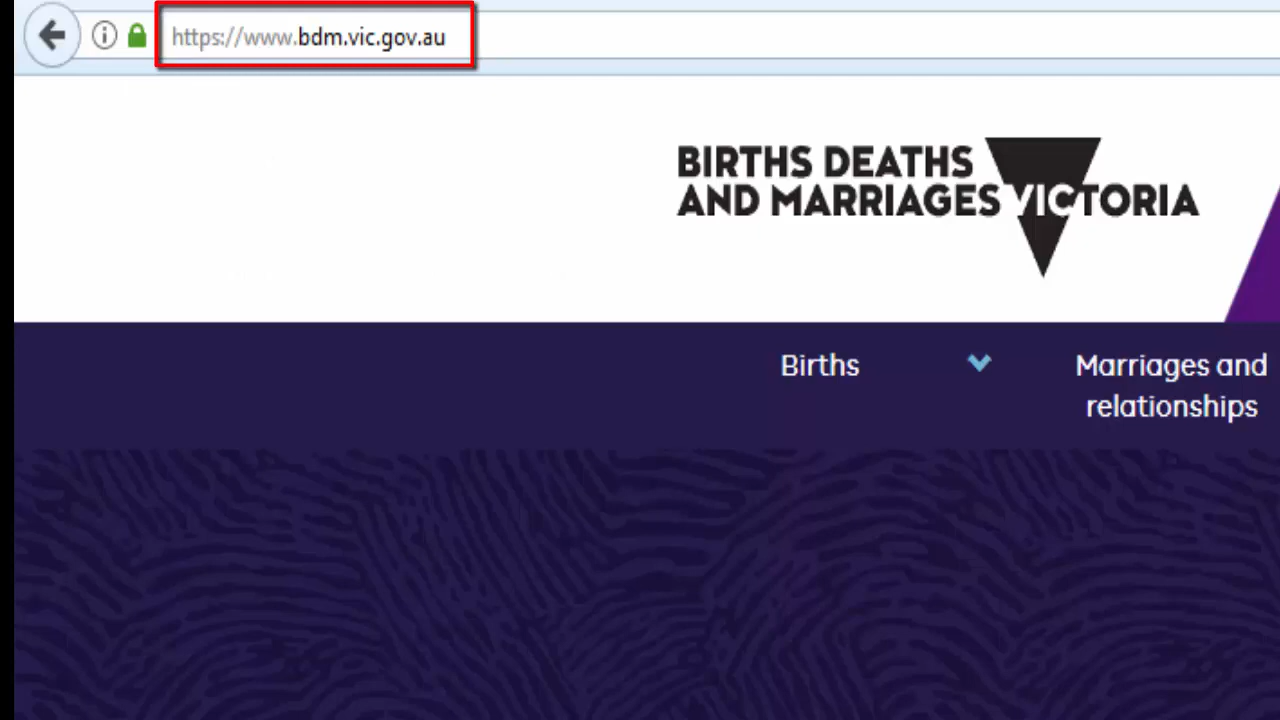 https://www.bdm.vic.gov.au
BIRTHS DEATHS
AND MARRIAGES VICTORIA
Births
Marriages and
relationships